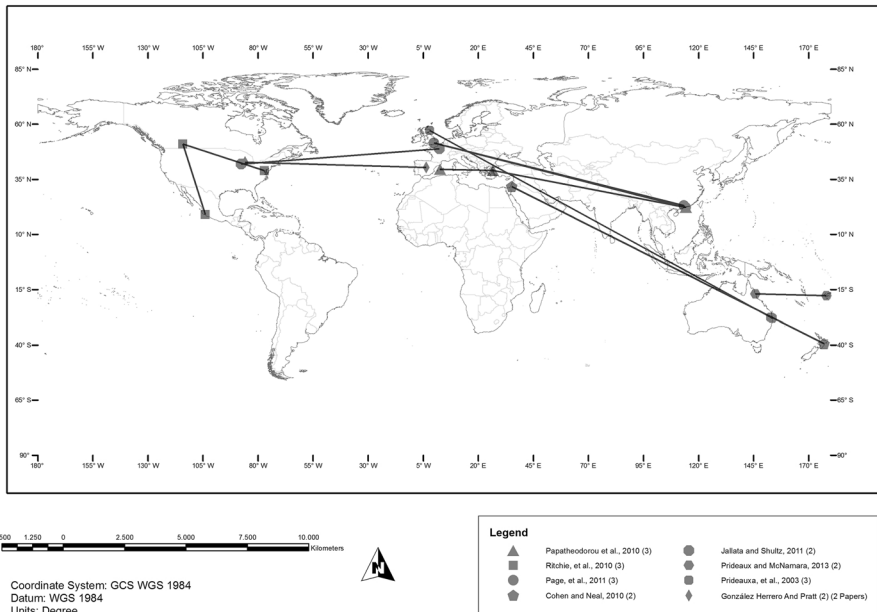 180° 155° W 130° W 105° W 80° W 55° W 30° W 5° W 20° E 45° E 70° E 95° E 120° E 145° E 170° E
85° N 85° N
60° N 60° N
35° N 35° N
10° N 10° N
15° S 15° S
40° S 40° S
65° S 65° S
90° 90°
180° 155° W 130° W 105° W 80° W 55° W 30° W 5° W 20° E 45° E 70° E 95° E 120° E 145° E 170° E
500 1.250 0 2.500 5.000 7.500 10.000
Kilometers
N
Coordinate System: GCS WGS 1984
Datum: WGS 1984
Units: Degree
Legend
Papatheodorou et al., 2010 (3)
Ritchie, et al., 2010 (3)
Page, et al., 2011 (3)
Cohen and Neal, 2010 (2)
Jallata and Shultz, 2011 (2)
Prideaux and McNamara, 2013 (2)
Prideauxa, et al., 2003 (3)
González Herrero And Pratt (2) (2 Papers)